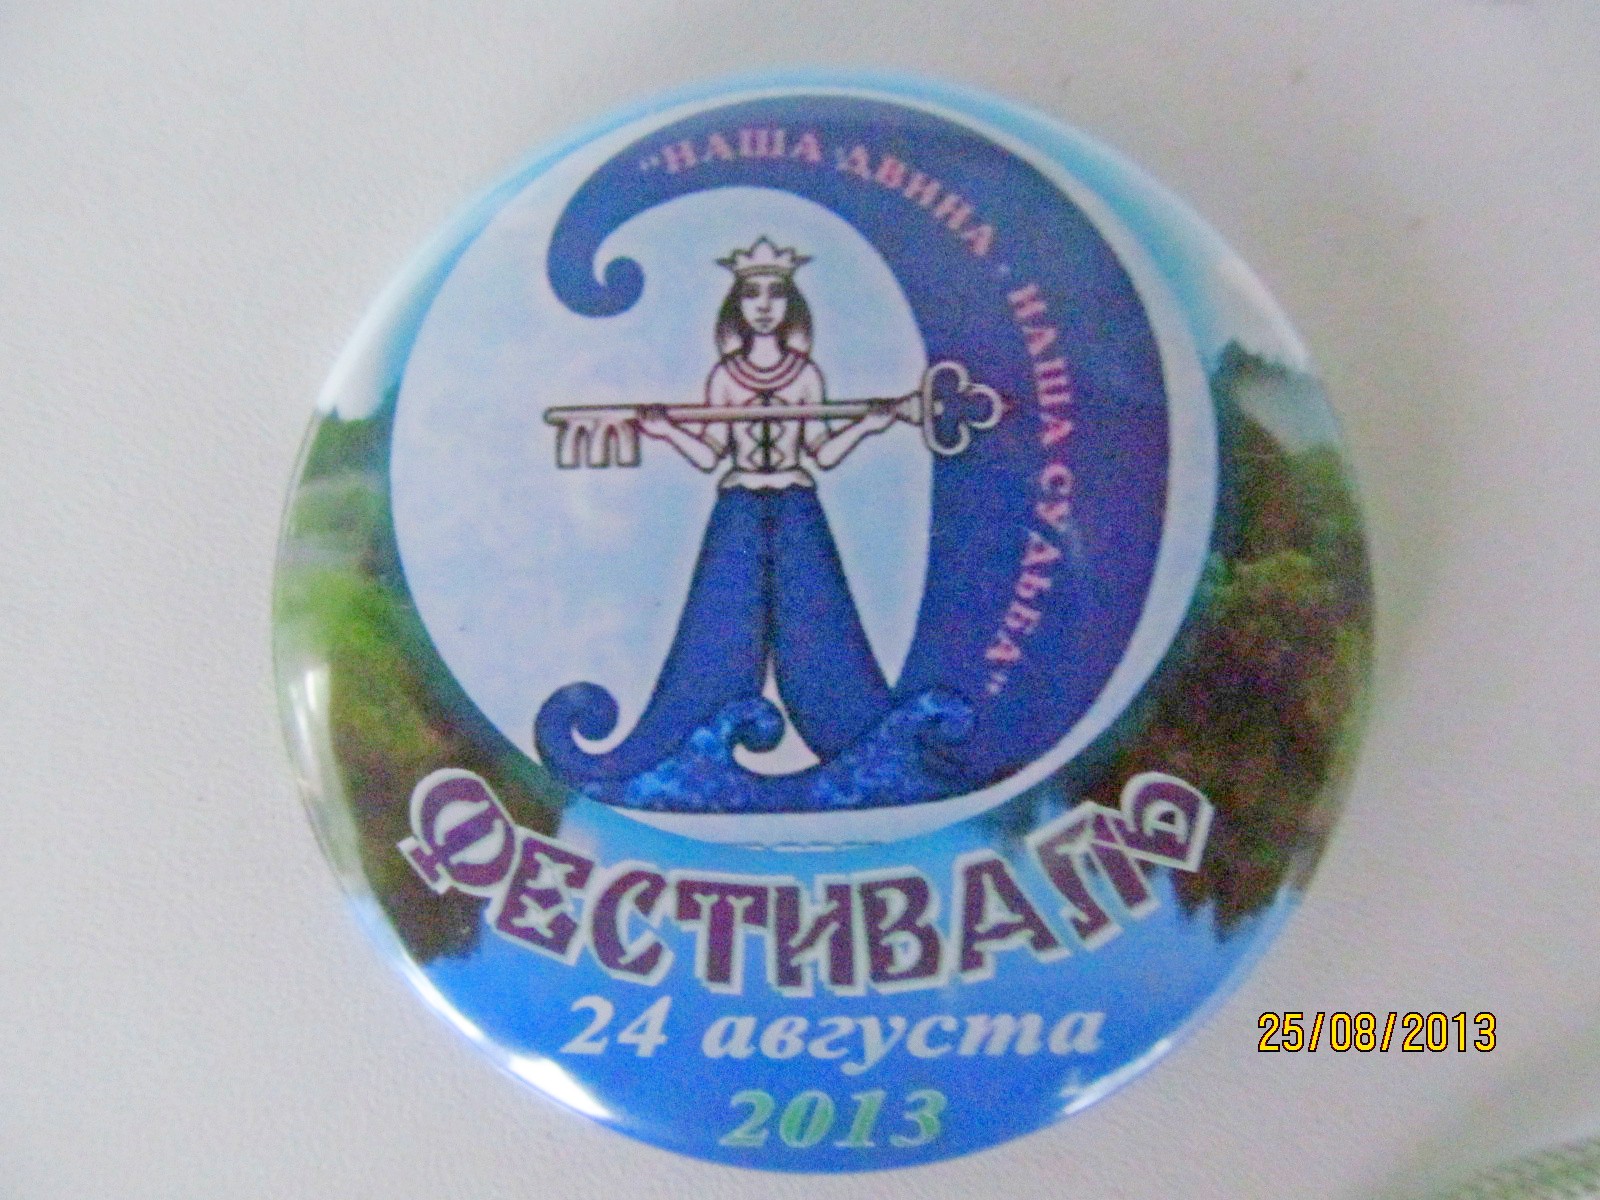 "НАША ДВИНА - НАША СУДЬБА"
ФЕСТИВАЛЬ
24 августа
2013
25/08/2013